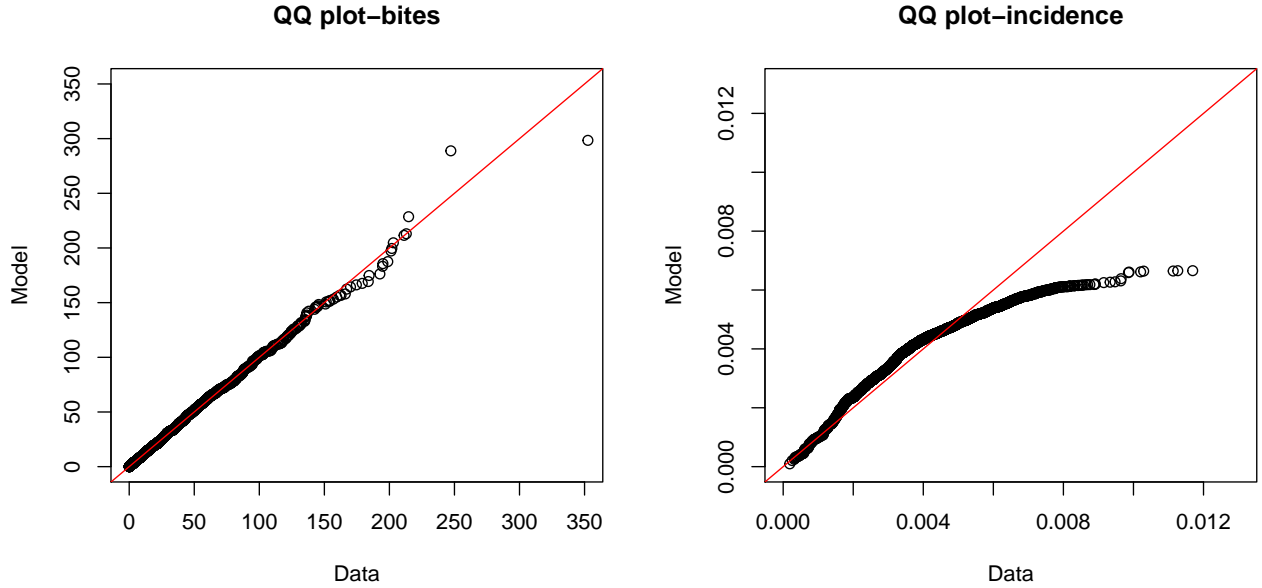 QQ plot−bites
350
300
250
200
150
100
50
0
Model
0 50 100 150 200 250 300 350
Data
QQ plot−incidence
0.012
0.008
0.004
0.000
Model
0.000 0.004 0.008 0.012
Data